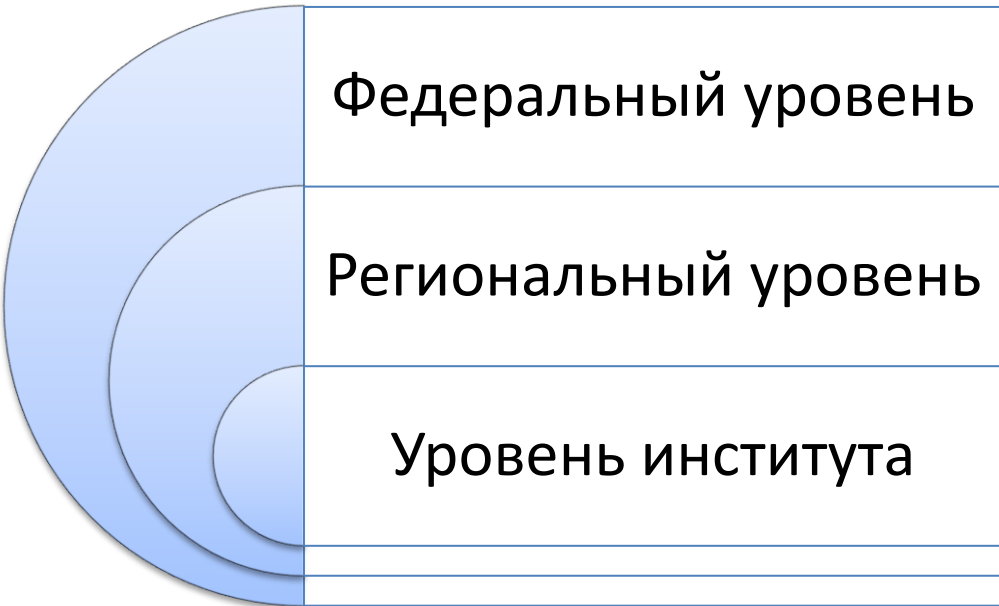 Федеральный уровень
Региональный уровень
Уровень института